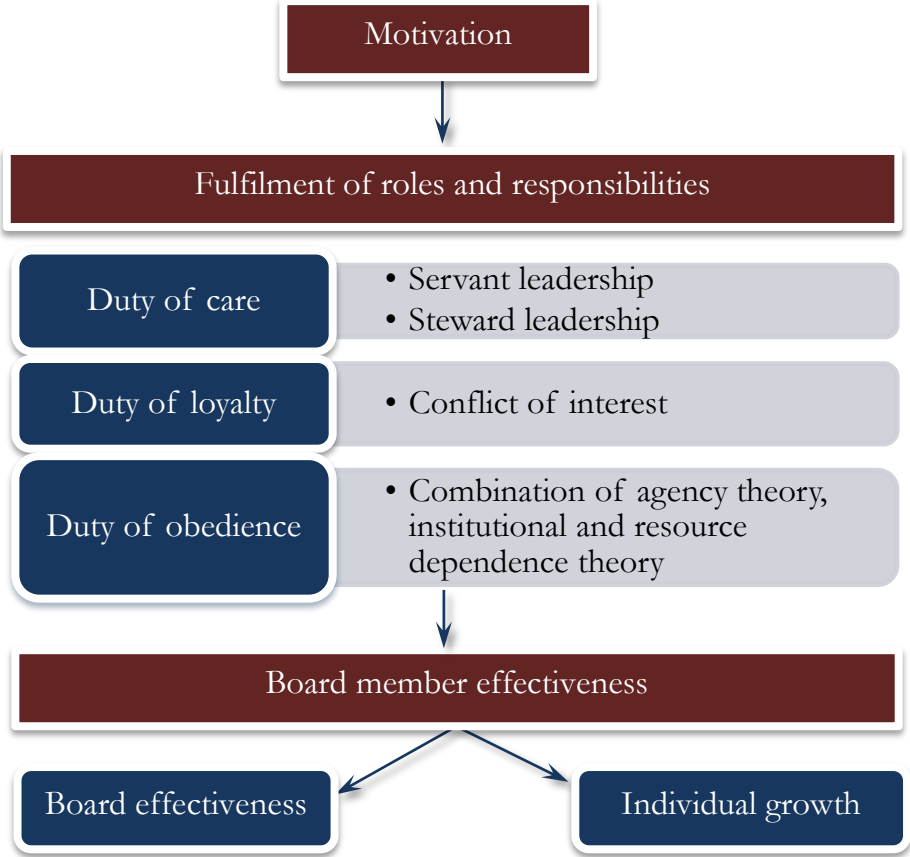 Motivation
Fulfilment of roles and responsibilities
Duty of care
• Servant leadership
• Steward leadership
Duty of loyalty
• Conflict of interest
Duty of obedience
• Combination of agency theory,
institutional and resource
dependence theory
Board member effectiveness
Board effectiveness
Individual growth